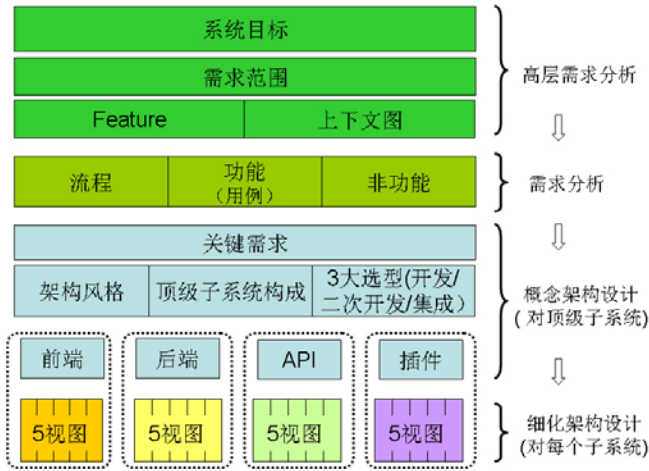 系统目标
需求范围
Feature
上下文图
高层需求分析
流程
功能
（用例）
非功能
需求分析
关键需求
架构风格
顶级子系统构成
3大选型(开发/
二次开发/集成）
概念架构设计
（对顶级子系统)
前端
后端
API
插件
5视图
5视图
5视图
5视图
细化架构设计
(对每个子系统)